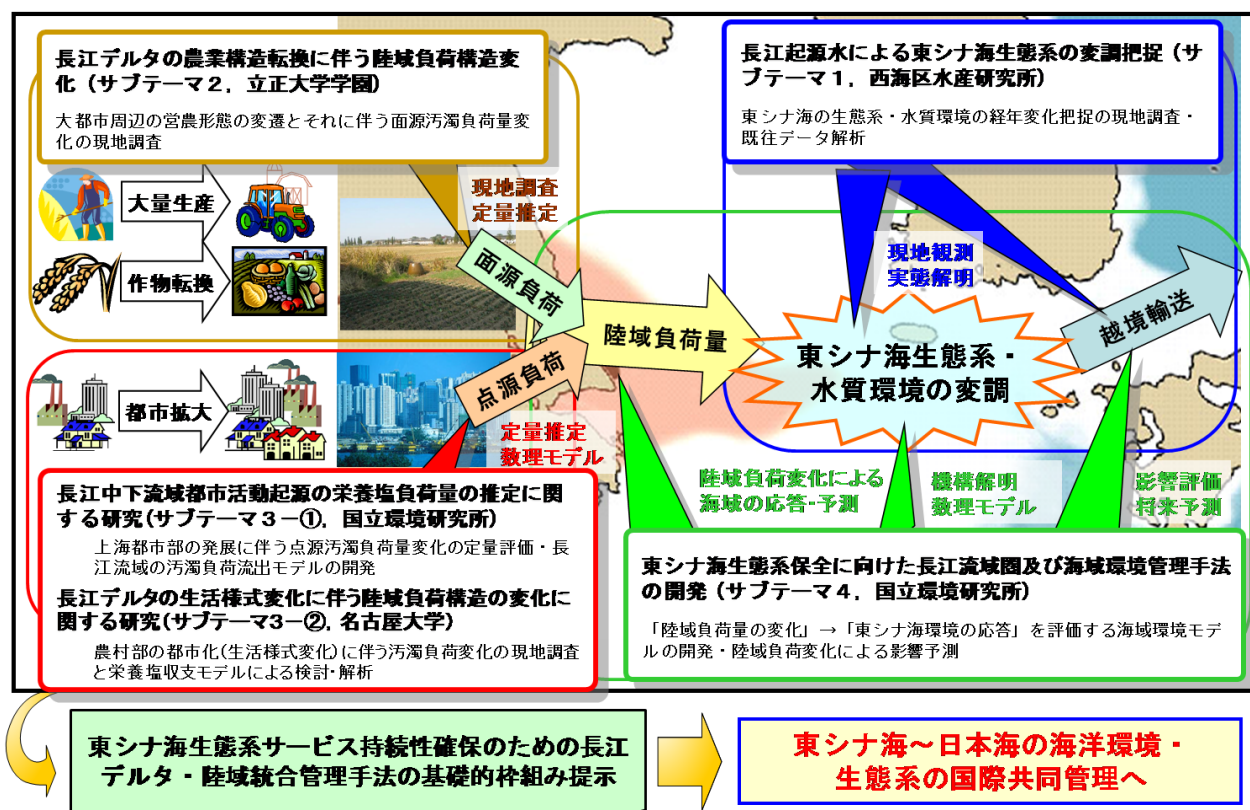 長江デルタの農業構造転換に伴う陸域負荷構造変
化（サブテーマ２，立正大学学園）
大都市周辺の営農形態の変遷とそれに伴う面源汚濁負荷量変
化の現地調査
大量生産
作物転換
現地調査
定量推定
面源負荷
長江起源水による東シナ海生態系の変調把捉（サ
ブテーマ１，西海区水産研究所）
東シナ海の生態系・水質環境の経年変化把捉の現地調査・
既往データ解析
現地観測
実態解明
陸域負荷量
東シナ海生態系・
水質環境の変調
越境輸送
都市拡大
点源負荷
定量推定
数理モデル
長江中下流域都市活動起源の栄養塩負荷量の推定に関
する研究（サブテーマ３－①，国立環境研究所）
上海都市部の発展に伴う点源汚濁負荷量変化の定量評価・長
江流域の汚濁負荷流出モデルの開発
長江デルタの生活様式変化に伴う陸域負荷構造の変化に
関する研究(サブテーマ3－②, 名古屋大学)
農村部の都市化(生活様式変化)に伴う汚濁負荷変化の現地調査
と栄養塩収支モデルによる検討・解析
陸域負荷変化による
海域の応答・予測
機構解明
数理モデル
影響評価
将来予測
東シナ海生態系保全に向けた長江流域圏及び海域環境管理手法
の開発（サブテーマ４，国立環境研究所）
「陸域負荷量の変化」→「東シナ海環境の応答」を評価する海域環境モデ
ルの開発・陸域負荷変化による影響予測
東シナ海生態系サービス持続性確保のための長江
デルタ・陸域統合管理手法の基礎的枠組み提示
東シナ海～日本海の海洋環境・
生態系の国際共同管理へ